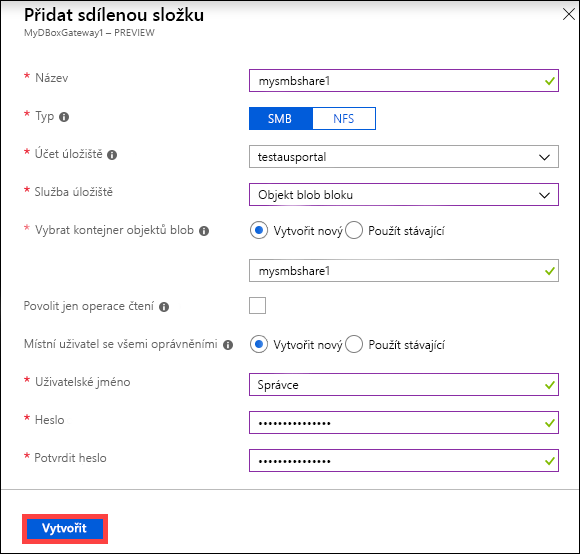 Přidat sdílenou složku
MyDBoxGateway1 – PREVIEW
* Název mysmbshare1
* Typ SMB NFS
* Účet úložiště testausportal
* Služba úložiště Objekt blob bloku
* Vybrat kontejner objektů blob Vytvořit nový Použít stávající
mysmbshare1
Povolit jen operace čtení
Místní uživatel se všemi oprávněními Vytvořit nový Použít stávající
* Uživatelské jméno Správce
* Heslo •••••••••••••••
* Potvrdit heslo •••••••••••••••
Vytvořit